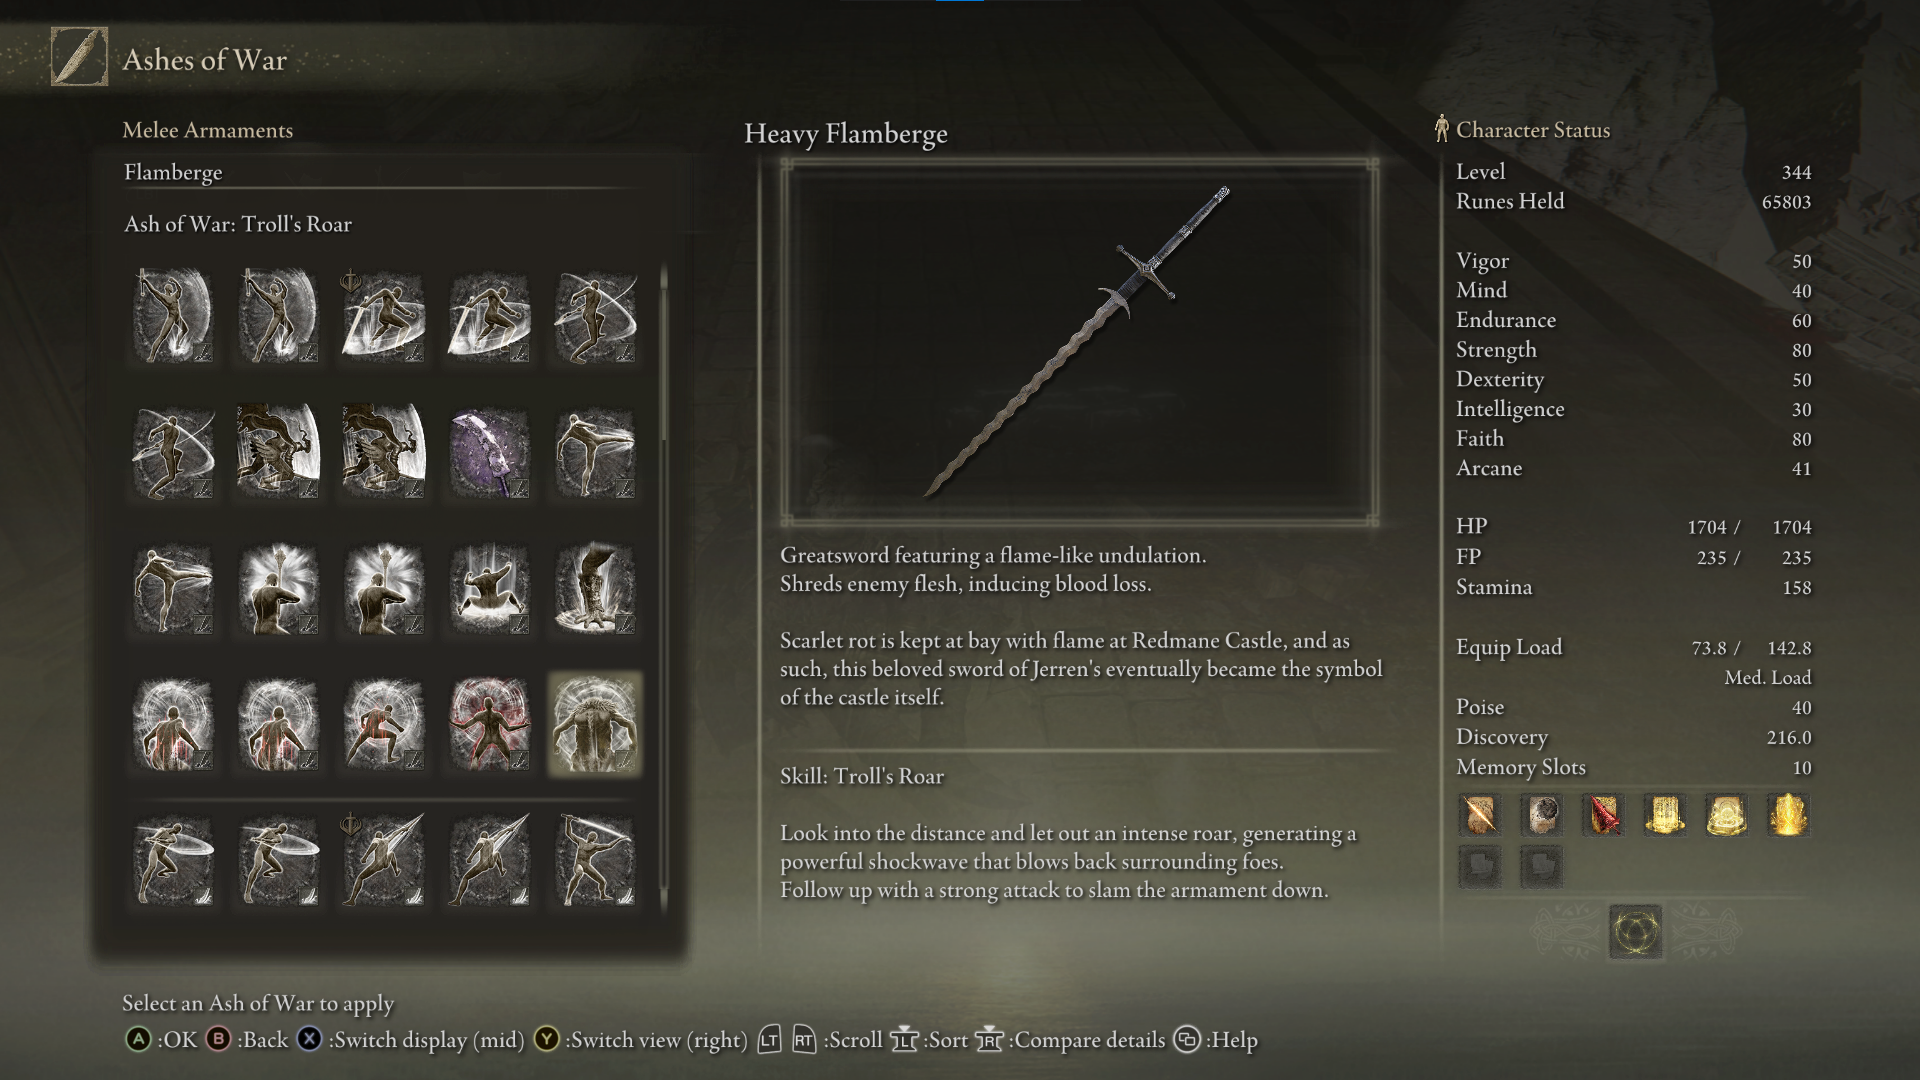 Ashes of War
Melee Armaments
Flamberge
Ash of War: Troll's Roar
Heavy Flamberge
Greatsword featuring a flame-like undulation.
Shreds enemy flesh, inducing blood loss.
Scarlet rot is kept at bay with flame at Redmane Castle, and as
such, this beloved sword of Jerren's eventually became the symbol
of the castle itself.
Skill: Troll's Roar
Look into the distance and let out an intense roar, generating a
powerful shockwave that blows back surrounding foes.
Follow up with a strong attack to slam the armament down.
Character Status
Level 344
Runes Held 65803
Vigor 50
Mind 40
Endurance 60
Strength 80
Dexterity 50
Intelligence 30
Faith 80
Arcane 41
HP 1704 / 1704
FP 235 / 235
Stamina 158
Equip Load 73.8 / 142.8
Med. Load
Poise 40
Discovery 216.0
Memory Slots 10
Select an Ash of War to apply
A :OK B :Back X :Switch display (mid) Y :Switch view (right) LT RT :Scroll L :Sort R :Compare details :Help